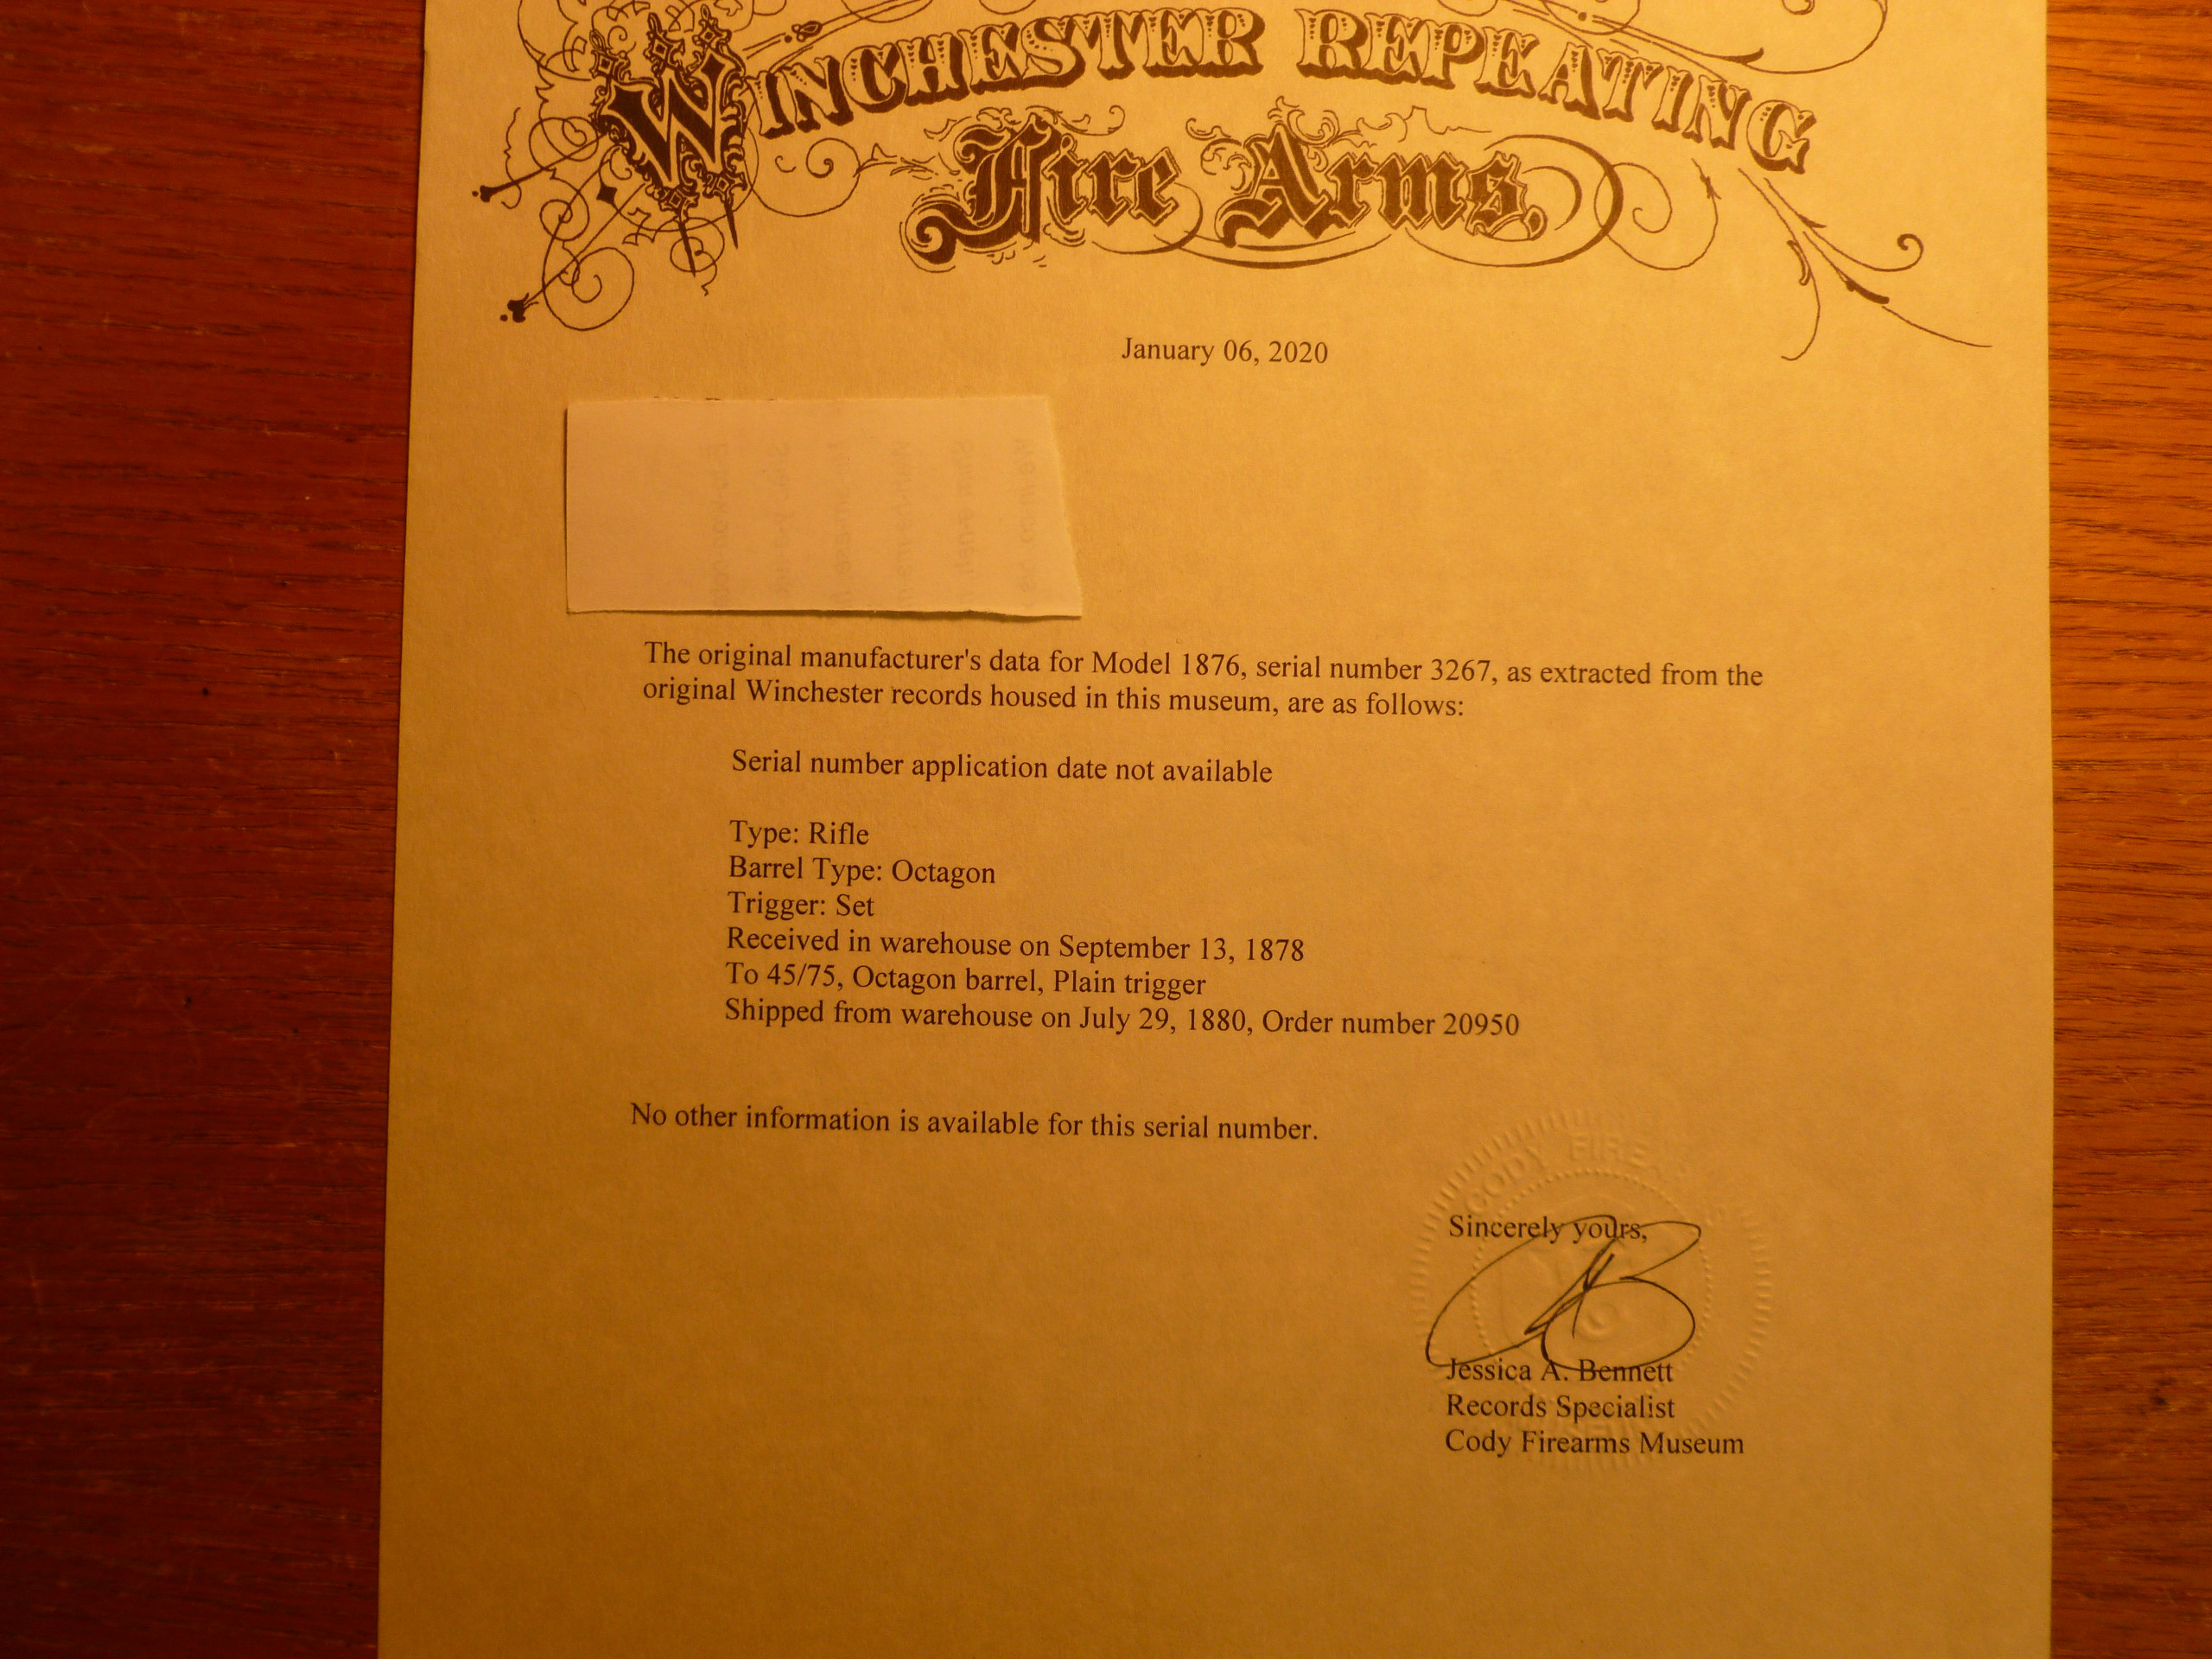 WINCHESTER REPEATING
Fire Arms.
January 06, 2020
The original manufacturer's data for Model 1876, serial number 3267, as extracted from the
original Winchester records housed in this museum, are as follows:
Serial number application date not available
Type: Rifle
Barrel Type: Octagon
Trigger: Set
Received in warehouse on September 13, 1878
To 45/75, Octagon barrel, Plain trigger
Shipped from warehouse on July 29, 1880, Order number 20950
No other information is available for this serial number.
CODY
Sincerely yours,
Jessica A. Bennett
Records Specialist
Cody Firearms Museum